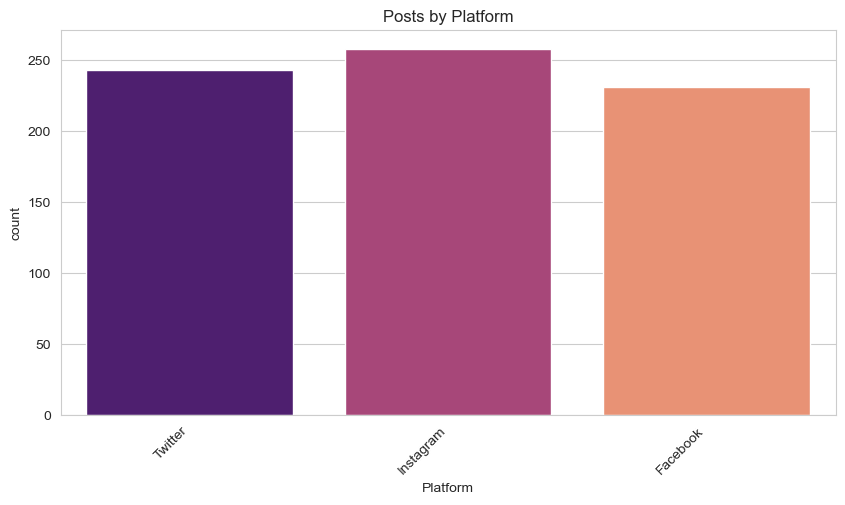 Posts by Platform
count
250
200
150
100
50
0
Twitter
Instagram
Facebook
Platform